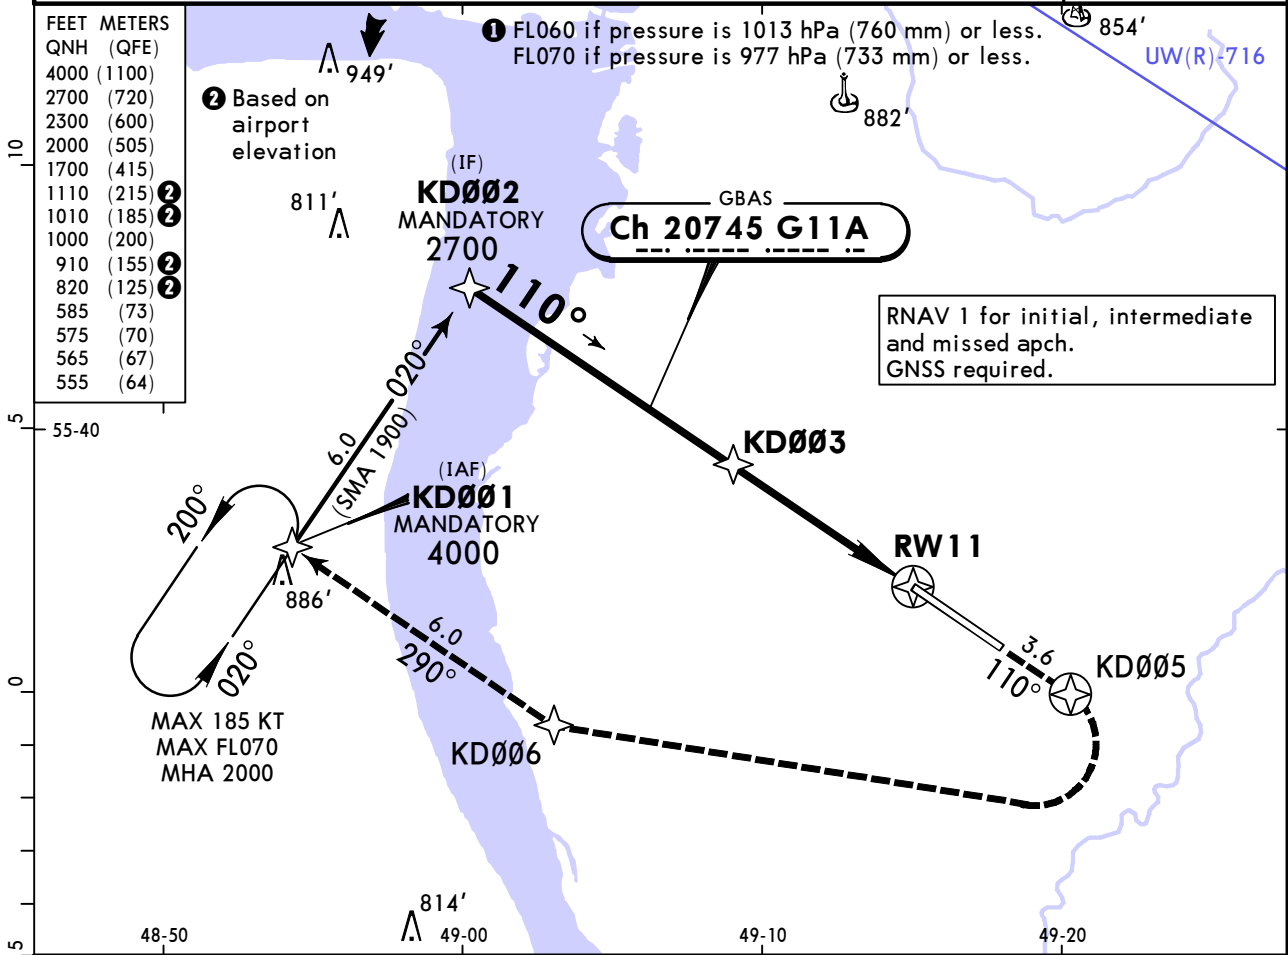 FEET METERS
QNH (QFE)
4000 (1100)
2700 (720)
2300 (600)
2000 (505)
1700 (415)
1110 (215) 2
1010 (185) 2
1000 (200)
910 (155) 2
820 (125) 2
585 (73)
575 (70)
565 (67)
555 (64)
1 FL060 if pressure is 1013 hPa (760 mm) or less.
FL070 if pressure is 977 hPa (733 mm) or less.
854'
UW(R)-716
949'
2 Based on
airport
elevation
882'
10
811'
(IF)
KDØØ2
MANDATORY
2700
GBAS
Ch 20745 G11A
110°
RNAV 1 for initial, intermediate
and missed apch.
GNSS required.
020°
6.0
(SMA 1900)
5
55-40
KDØØ3
(IAF)
KDØØ1
MANDATORY
4000
200°
RW11
886'
6.0
290°
020°
3.6
110°
KDØØ5
0
MAX 185 KT
MAX FL070
MHA 2000
KDØØ6
814'
5
48-50
49-00
49-10
49-20